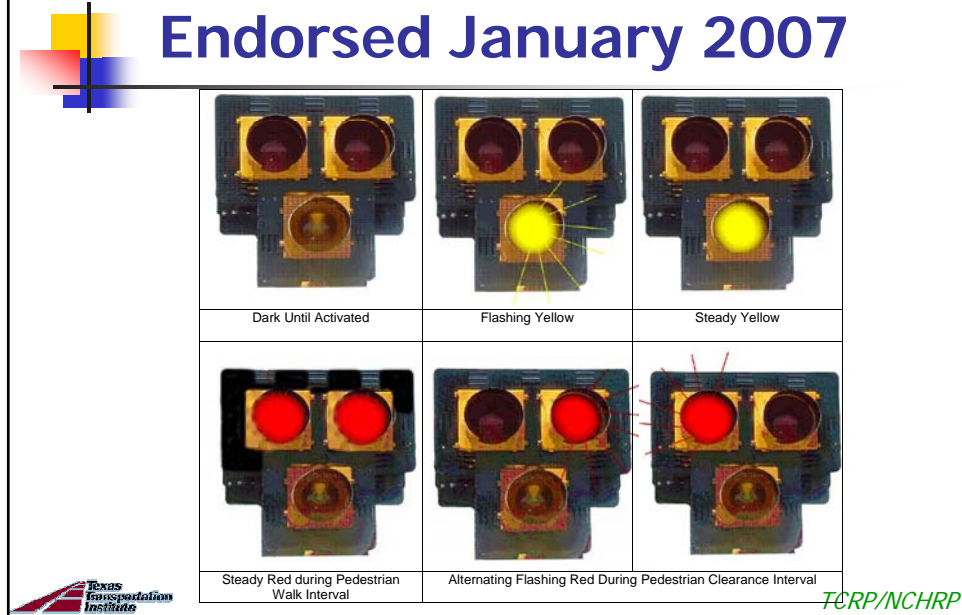 Endorsed January 2007
Dark Until Activated
Flashing Yellow
Steady Yellow
Steady Red during Pedestrian
Walk Interval
Alternating Flashing Red During Pedestrian Clearance Interval
Texas
Transportation
Institute
TCRP/NCHRP